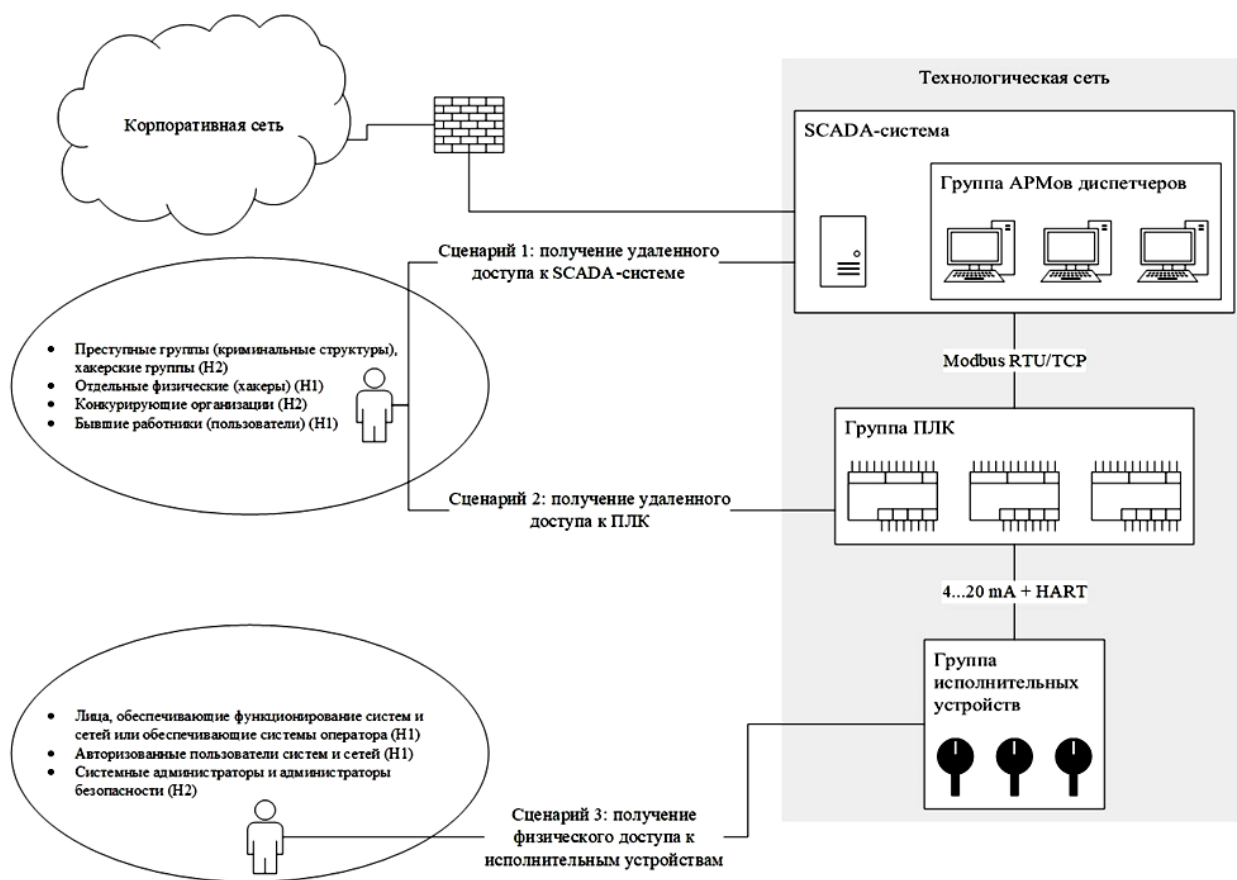 Технологическая сеть
Корпоративная сеть
SCADA-система
Группа АРМов диспетчеров
Сценарий 1: получение удаленного
доступа к SCADA-системе
• Преступные группы (криминальные структуры),
хакерские группы (Н2)
• Отдельные физические (хакеры) (Н1)
• Конкурирующие организации (Н2)
• Бывшие работники (пользователи) (Н1)
Modbus RTU/TCP
Группа ПЛК
Сценарий 2: получение удаленного
доступа к ПЛК
4...20 mA + HART
Группа
исполнительных
устройств
• Лица, обеспечивающие функционирование систем и
сетей или обеспечивающие системы оператора (Н1)
• Авторизованные пользователи систем и сетей (Н1)
• Системные администраторы и администраторы
безопасности (Н2)
Сценарий 3: получение
физического доступа к
исполнительным устройствам